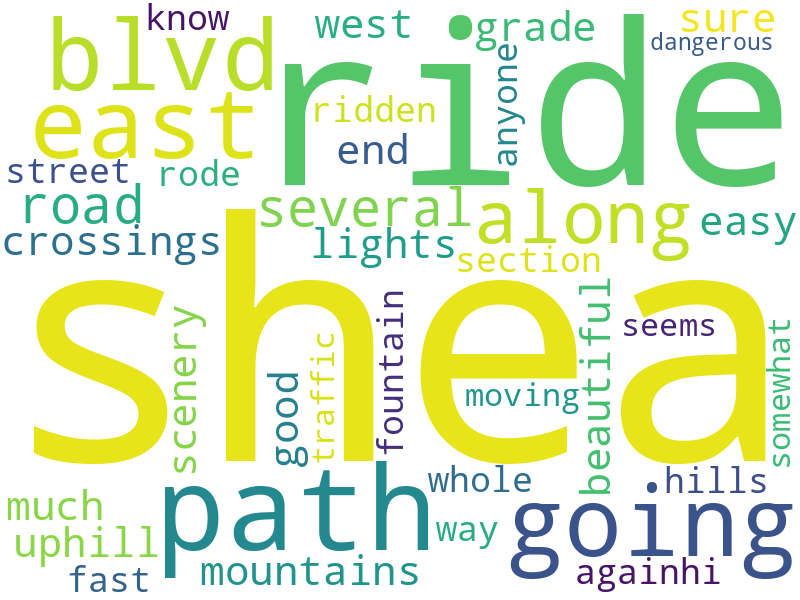 know
west
grade
sure
dangerous
blvd
ride
anyone
east
ridden
end
street
rode
road
several
along
easy
crossings
lights
section
shea
scenery
fountain
beautiful
seems
good
traffic
moving
somewhat
path
whole
hills
much
going
way
uphill
mountains
fast
againhi